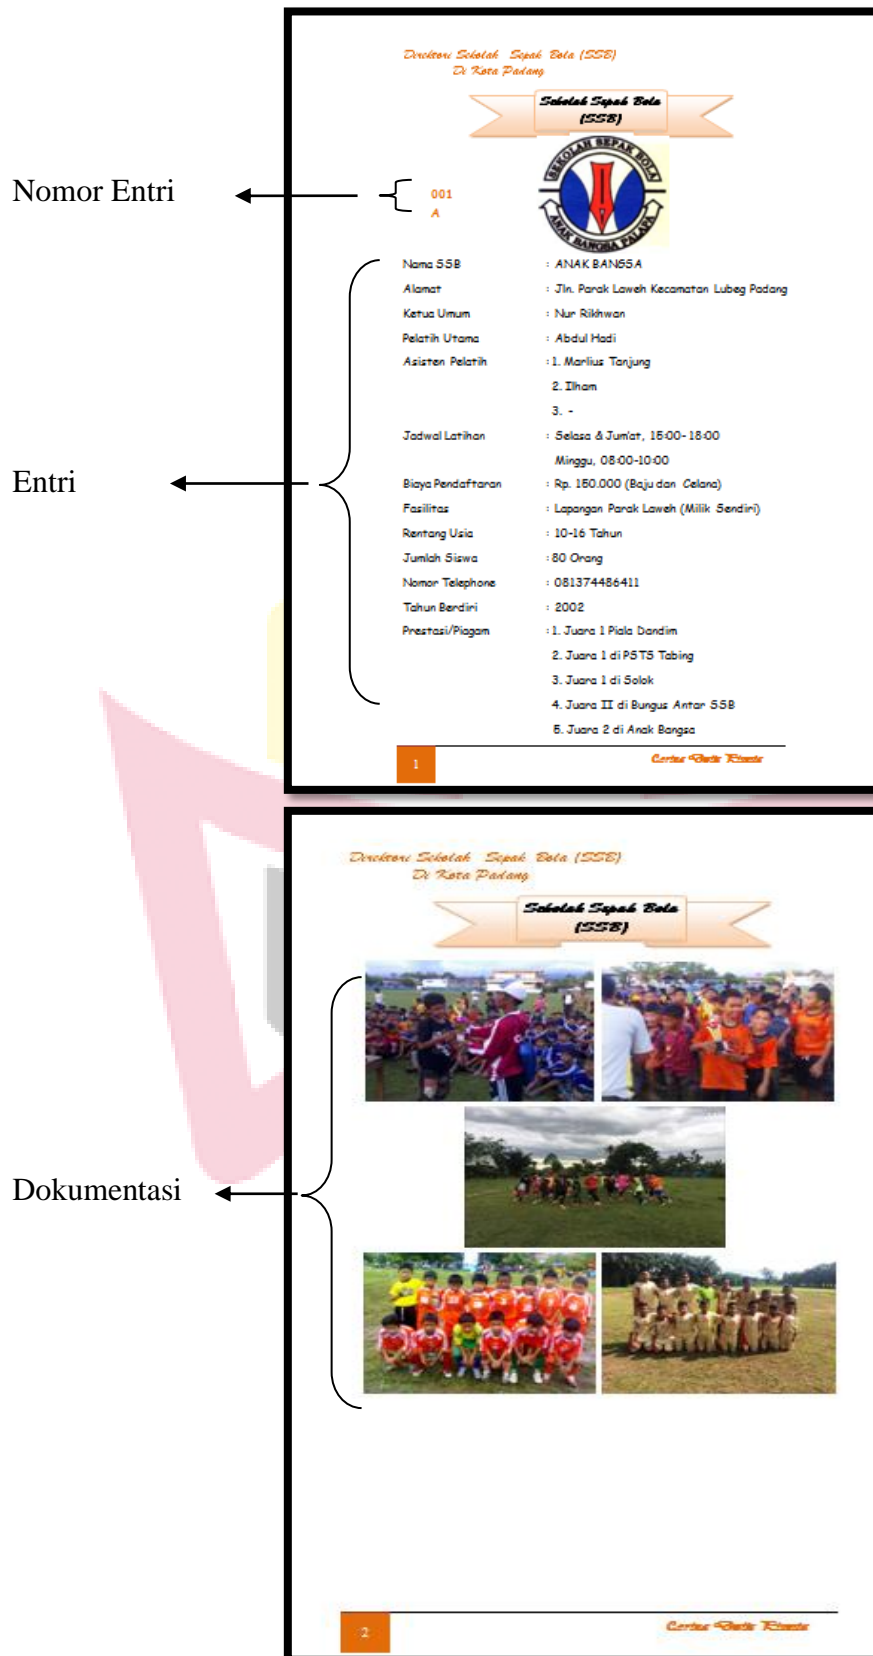 Direktori Sekolah Sepak Bola (SSB)
Di Kota Padang
Sekolah Sepak Bola
(SSB)
SEKOLAH SEPAK BOLA
ANAK BANGSA PALAPA
Nomor Entri
001
A
Nama SSB : ANAK BANGSA
Alamat : Jln. Parak Laweh Kecamatan Lubeg Padang
Ketua Umum : Nur Rikhwan
Pelatih Utama : Abdul Hadi
Asisten Pelatih : 1. Marlius Tanjung
2. Ilham
3. -
Jadwal Latihan : Selasa & Jum'at, 15:00- 18:00
Minggu, 08:00-10:00
Entri
Biaya Pendaftaran : Rp. 150.000 (Baju dan Celana)
Fasilitas : Lapangan Parak Laweh (Milik Sendiri)
Rentang Usia : 10-16 Tahun
Jumlah Siswa : 80 Orang
Nomor Telephone : 081374486411
Tahun Berdiri : 2002
Prestasi/Piagam : 1. Juara 1 Piala Dandim
2. Juara 1 di PSTS Tabing
3. Juara 1 di Solok
4. Juara II di Bungus Antar SSB
5. Juara 2 di Anak Bangsa
1
Direktori Sekolah Sepak Bola (SSB)
Di Kota Padang
Sekolah Sepak Bola
(SSB)
Dokumentasi
2